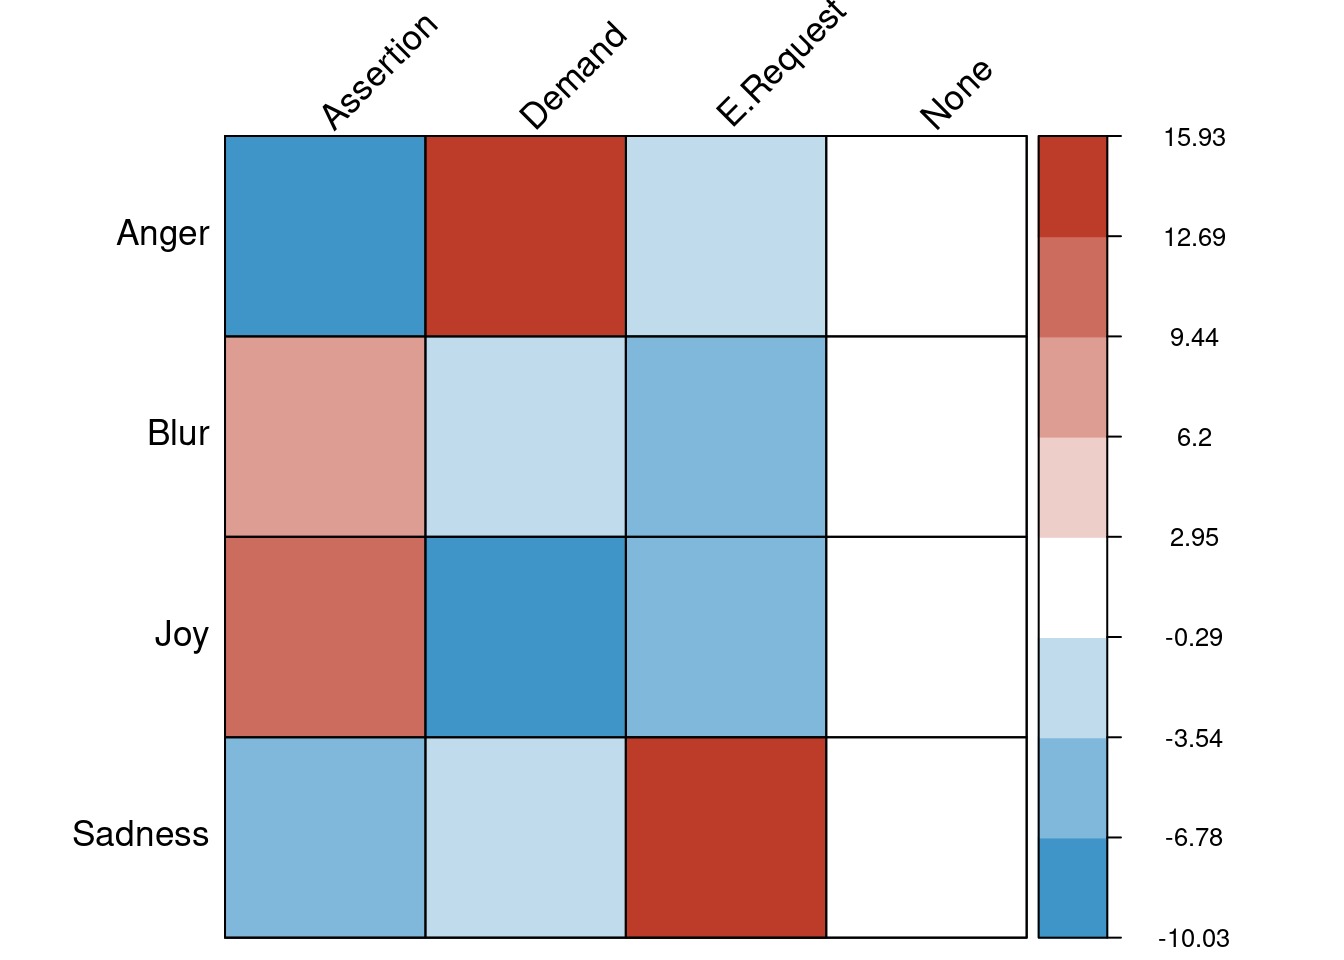 Assertion
Demand
E.Request
None
Anger
Blur
Joy
Sadness
15.93
12.69
9.44
6.2
2.95
-0.29
-3.54
-6.78
-10.03